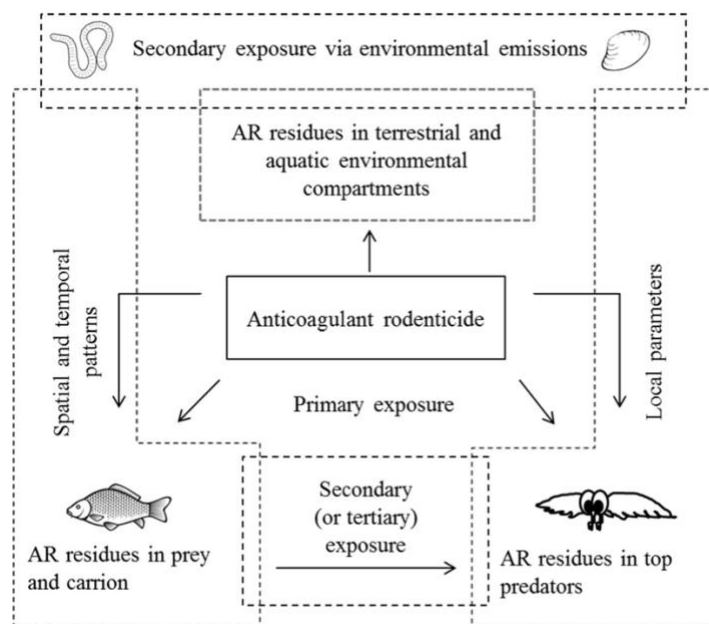 Secondary exposure via environmental emissions
AR residues in terrestrial and
aquatic environmental
compartments
Spatial and temporal
patterns
Anticoagulant rodenticide
Local parameters
Primary exposure
Secondary
(or tertiary)
exposure
AR residues in prey
and carrion
AR residues in top
predators